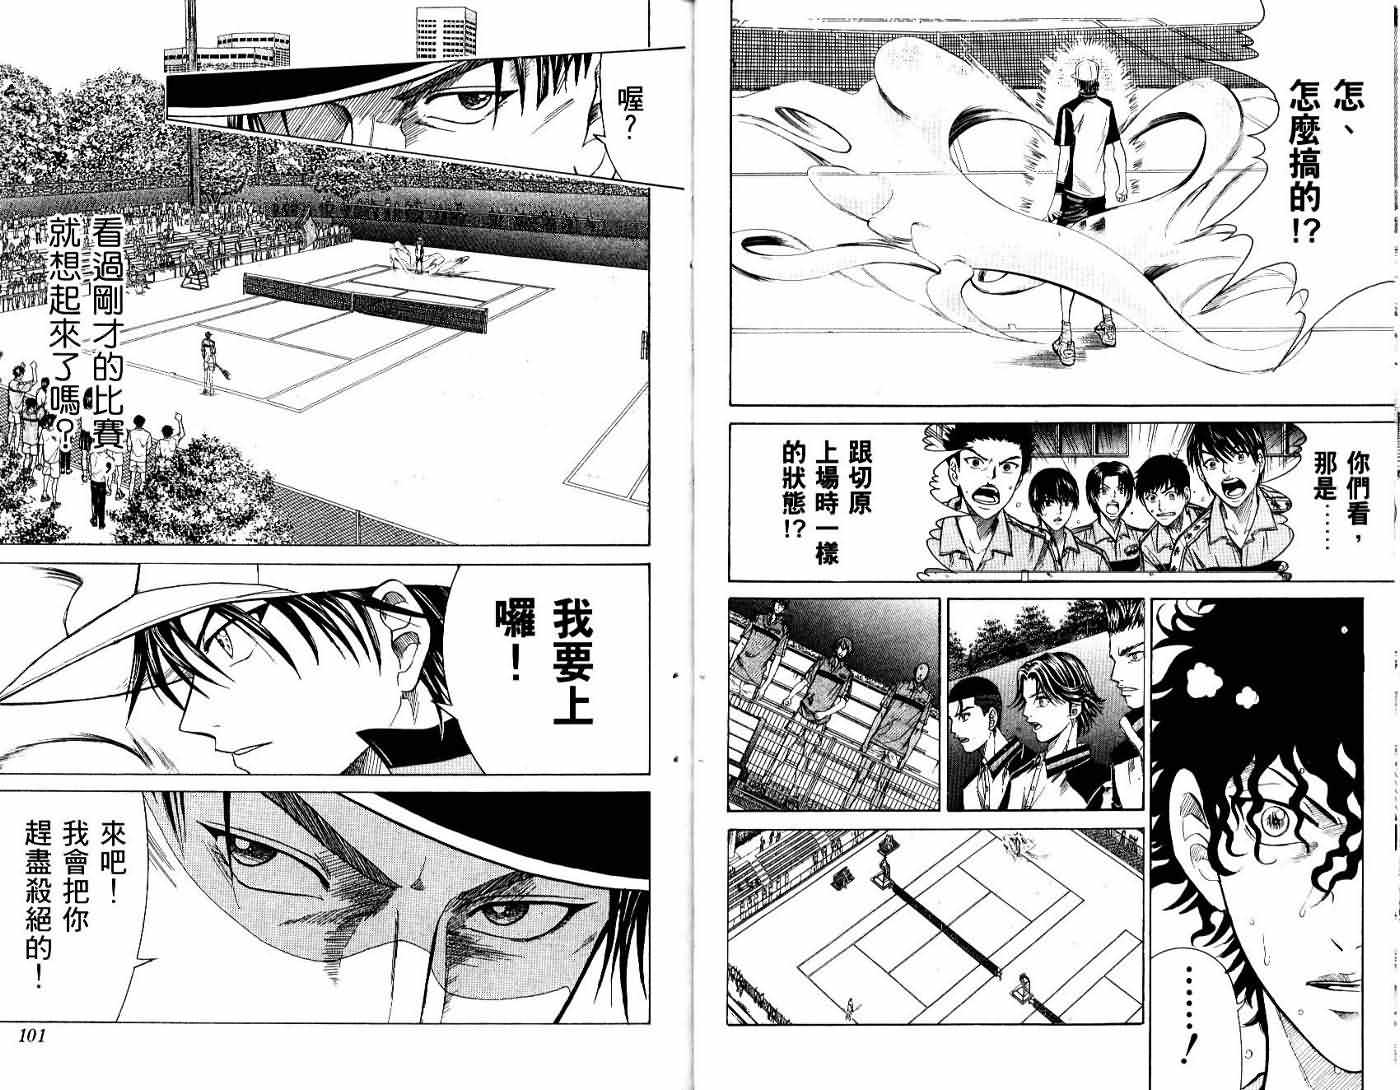 怎、
怎麼搞的!?
你們看，
那是……
跟切原
上場時一樣
的狀態!?
……！
喔？
看過剛才的比賽，
就想起來了嗎？
我要上
囉！
來吧！
我會把你
趕盡殺絕的！
101